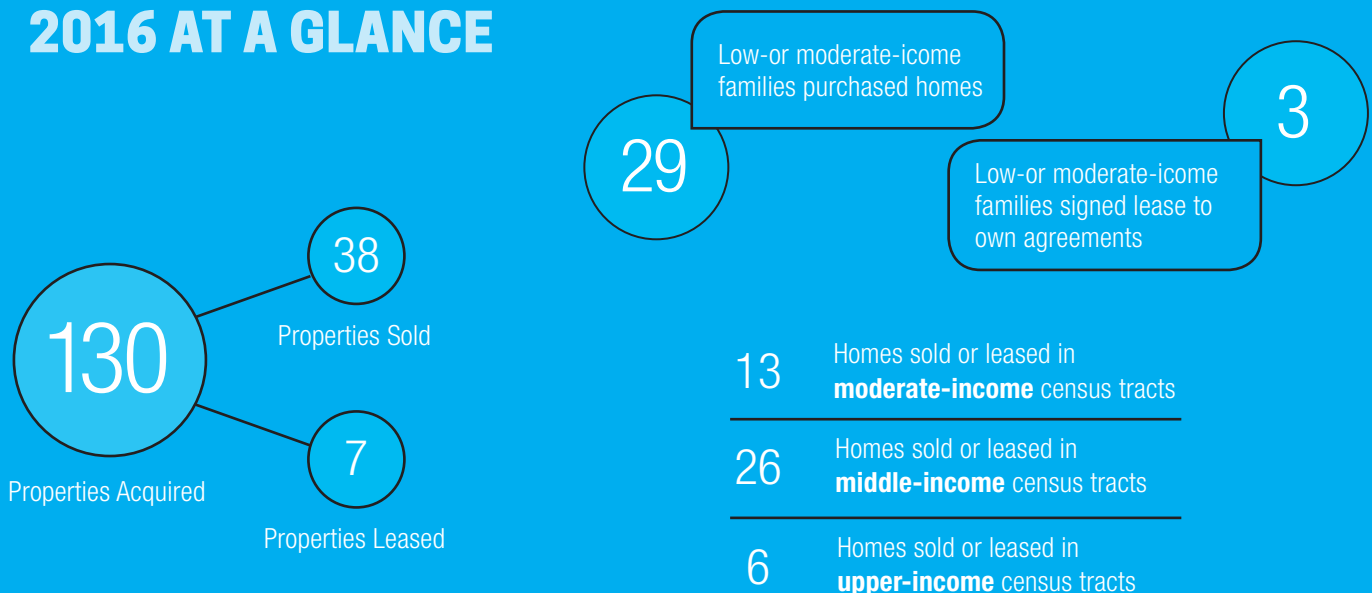 2016 AT A GLANCE
130
Properties Acquired
38
Properties Sold
7
Properties Leased
29
Low-or moderate-icome
families purchased homes
3
Low-or moderate-icome
families signed lease to
own agreements
13
Homes sold or leased in
moderate-income census tracts
26
Homes sold or leased in
middle-income census tracts
6
Homes sold or leased in
upper-income census tracts